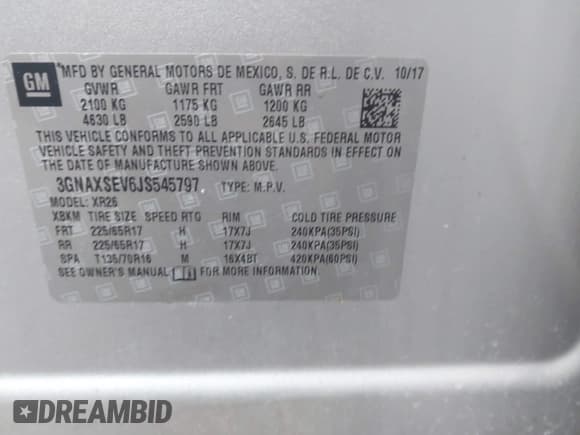 GM
*MFD BY GENERAL MOTORS DE MEXICO, S. DE R.L. DE C.V. 10/17
GVWR GAWR FRT GAWR RR
2100 KG 1175 KG 1200 KG
4630 LB 2590 LB 2645 LB
THIS VEHICLE CONFORMS TO ALL APPLICABLE U.S. FEDERAL MOTOR
VEHICLE SAFETY AND THEFT PREVENTION STANDARDS IN EFFECT ON THE
DATE OF MANUFACTURE SHOWN ABOVE.
3GNAXSEV6JS545797 TYPE: M.P.V.
MODEL: XR26
XBKM TIRE SIZE SPEED RTG RIM COLD TIRE PRESSURE
FRT 225/65R17 H 17X7J 240KPA(35PSI)
RR 225/65R17 H 17X7J 240KPA(35PSI)
SPA T135/70R16 M 16X4BT 420KPA(60PSI)
SEE OWNER'S MANUAL FOR MORE INFORMATION
DREAMBID